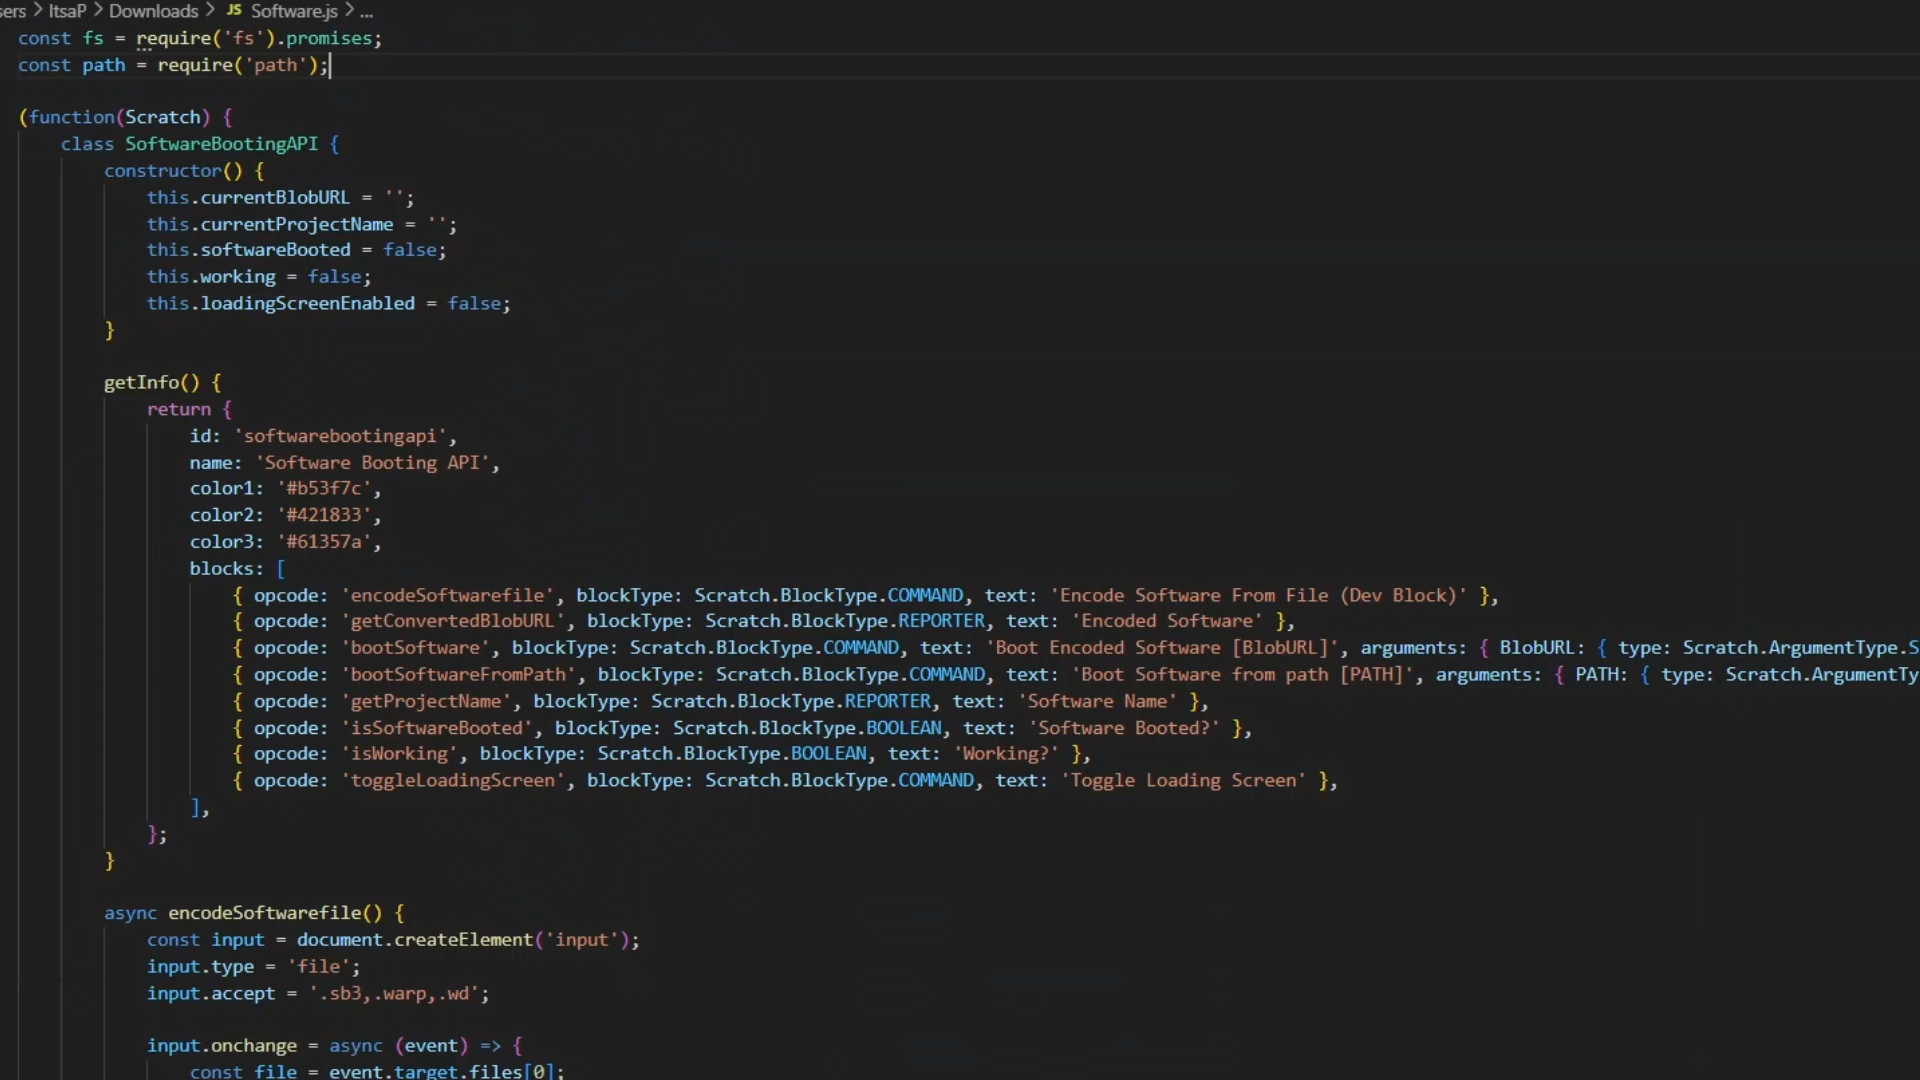 sers > ItsaP > Downloads > JS Software.js > ...
const fs = require('fs').promises;
const path = require('path');
(function(Scratch) {
class SoftwareBootingAPI {
constructor() {
this.currentBlobURL = '';
this.currentProjectName = '';
this.softwareBooted = false;
this.working = false;
this.loadingScreenEnabled = false;
}
getInfo() {
return {
id: 'softwarebootingapi',
name: 'Software Booting API',
color1: '#b53f7c',
color2: '#421833',
color3: '#61357a',
blocks: [
{ opcode: 'encodeSoftwarefile', blockType: Scratch.BlockType.COMMAND, text: 'Encode Software From File (Dev Block)' },
{ opcode: 'getConvertedBlobURL', blockType: Scratch.BlockType.REPORTER, text: 'Encoded Software' },
{ opcode: 'bootSoftware', blockType: Scratch.BlockType.COMMAND, text: 'Boot Encoded Software [BlobURL]', arguments: { BlobURL: { type: Scratch.ArgumentType.S
{ opcode: 'bootSoftwareFromPath', blockType: Scratch.BlockType.COMMAND, text: 'Boot Software from path [PATH]', arguments: { PATH: { type: Scratch.ArgumentTy
{ opcode: 'getProjectName', blockType: Scratch.BlockType.REPORTER, text: 'Software Name' },
{ opcode: 'isSoftwareBooted', blockType: Scratch.BlockType.BOOLEAN, text: 'Software Booted?' },
{ opcode: 'isWorking', blockType: Scratch.BlockType.BOOLEAN, text: 'Working?' },
{ opcode: 'toggleLoadingScreen', blockType: Scratch.BlockType.COMMAND, text: 'Toggle Loading Screen' },
],
};
}
async encodeSoftwarefile() {
const input = document.createElement('input');
input.type = 'file';
input.accept = '.sb3,.warp,.wd';
input.onchange = async (event) => {
const file = event.target.files[0];